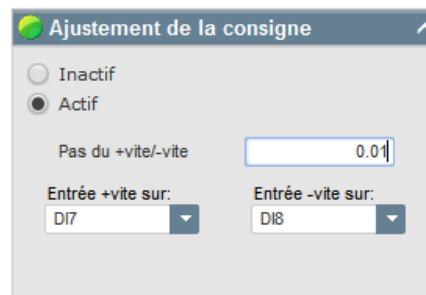 Ajustement de la consigne
Inactif
Actif
Pas du +vite/-vite 0.01
Entrée +vite sur: Entrée -vite sur:
DI7 DI8